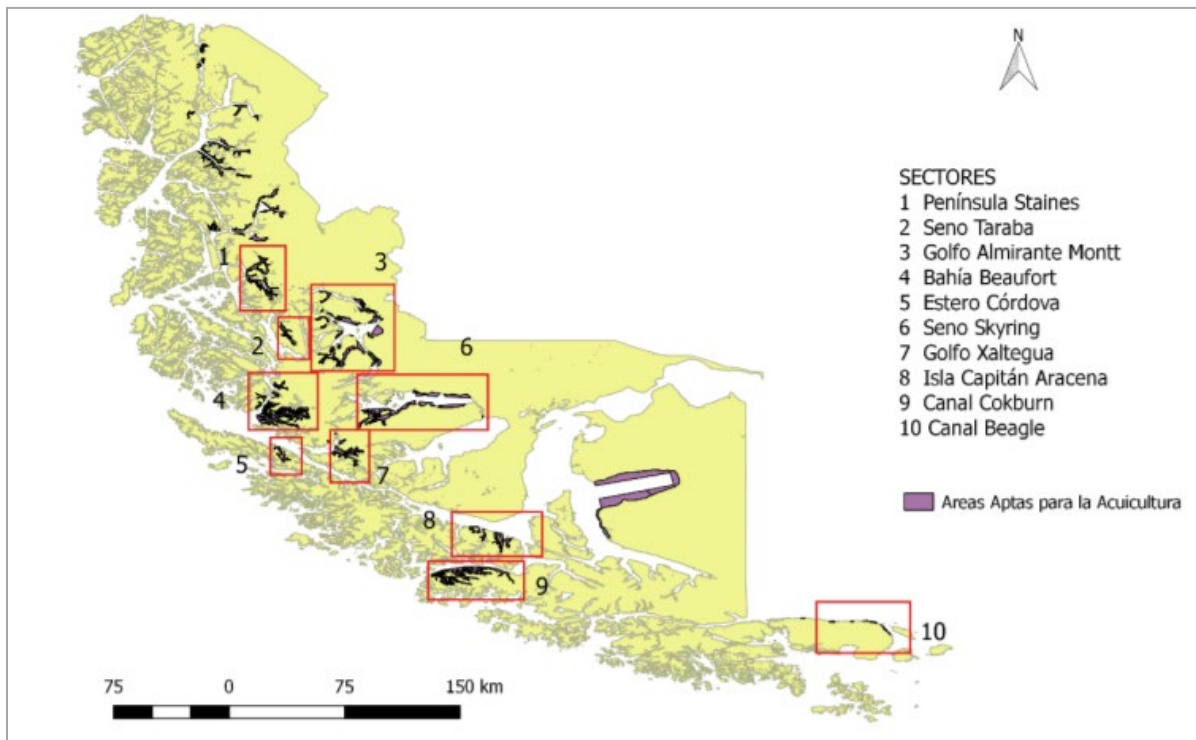 N
SECTORES
1 Península Staines
2 Seno Taraba
3 Golfo Almirante Montt
4 Bahía Beaufort
5 Estero Córdova
6 Seno Skyring
7 Golfo Xaltegua
8 Isla Capitán Aracena
9 Canal Cokburn
10 Canal Beagle
Areas Aptas para la Acuicultura
1
3
2
6
4
5
7
8
9
10
75 0 75 150 km